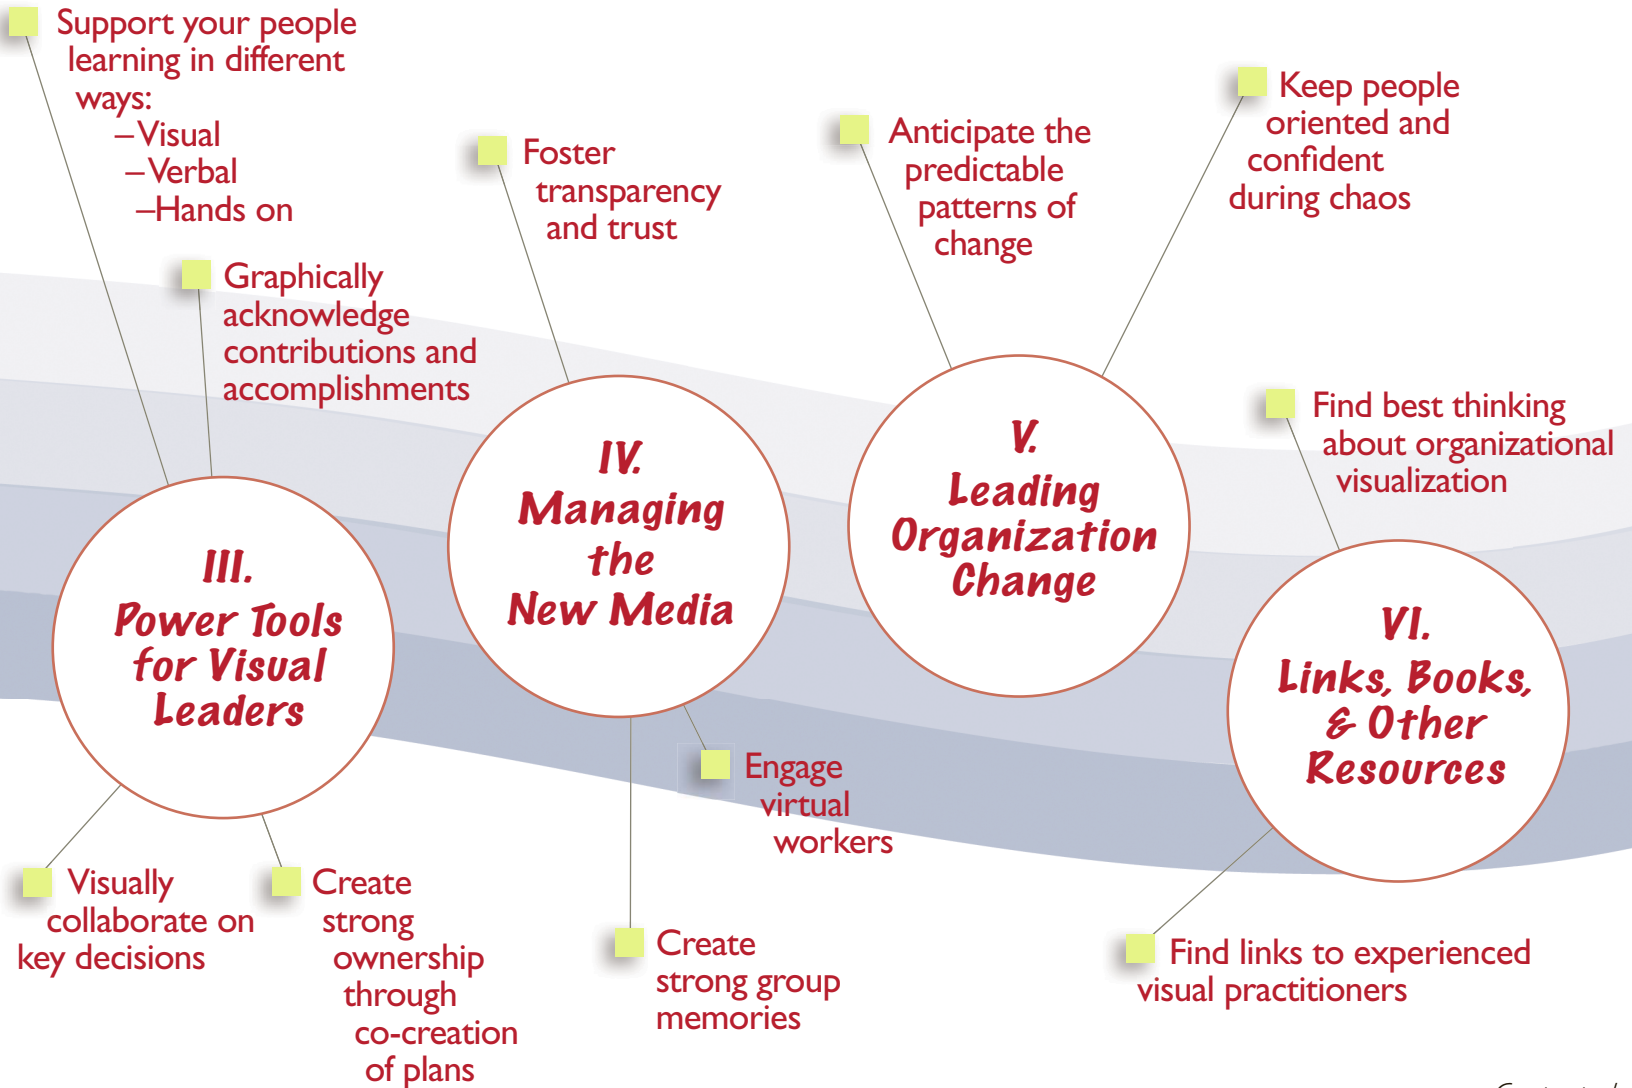 Support your people
learning in different
ways:
–Visual
–Verbal
–Hands on
Graphically
acknowledge
contributions and
accomplishments
III.
Power Tools
for Visual
Leaders
Visually
collaborate on
key decisions
Create
strong
ownership
through
co-creation
of plans
Foster
transparency
and trust
IV.
Managing
the
New Media
Engage
virtual
workers
Create
strong group
memories
Anticipate the
predictable
patterns of
change
Keep people
oriented and
confident
during chaos
V.
Leading
Organization
Change
Find best thinking
about organizational
visualization
VI.
Links, Books,
& Other
Resources
Find links to experienced
visual practitioners